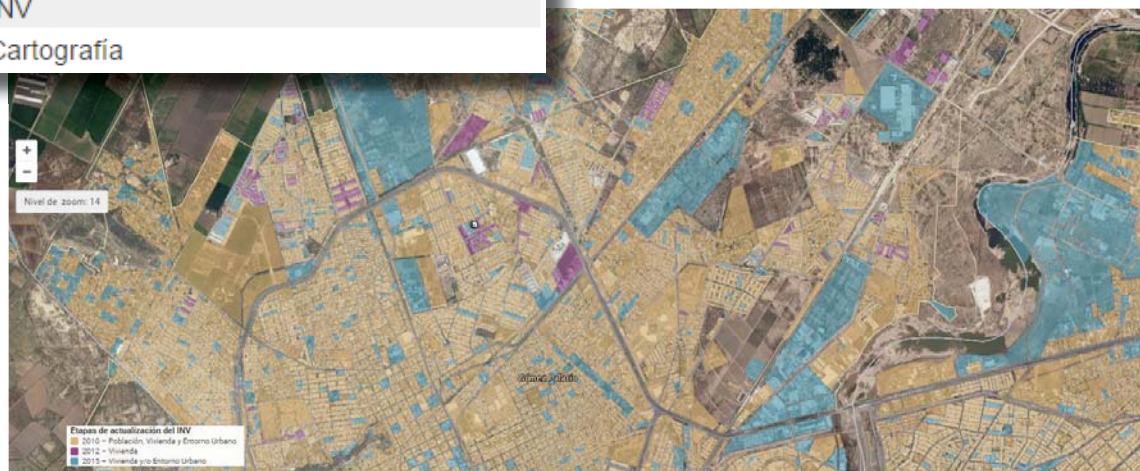 INV
Cartografía
+
−
Nivel de zoom: 14
Gómez Palacio
Etapas de actualización del INV
2010 – Población, Vivienda y Entorno Urbano
2012 – Vivienda
2015 – Vivienda y/o Entorno Urbano